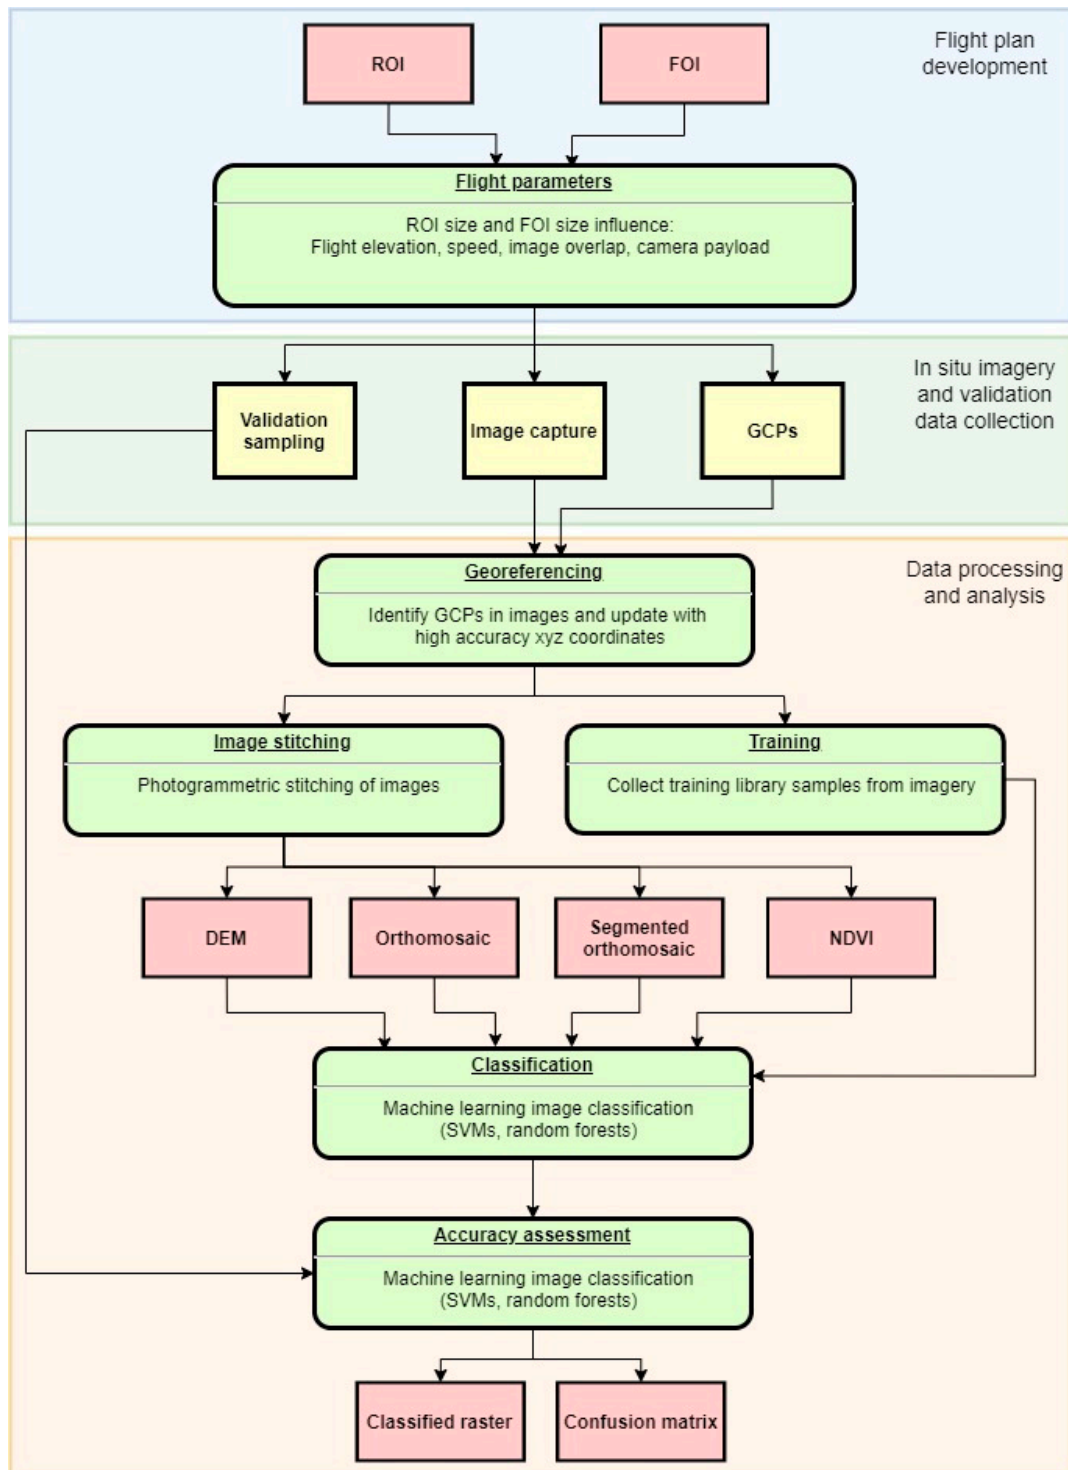 ROI
FOI
Flight plan
development
Flight parameters
ROI size and FOI size influence:
Flight elevation, speed, image overlap, camera payload
In situ imagery
and validation
data collection
Validation
sampling
Image capture
GCPs
Data processing
and analysis
Georeferencing
Identify GCPs in images and update with
high accuracy xyz coordinates
Image stitching
Photogrammetric stitching of images
Training
Collect training library samples from imagery
DEM
Orthomosaic
Segmented
orthomosaic
NDVI
Classification
Machine learning image classification
(SVMs, random forests)
Accuracy assessment
Machine learning image classification
(SVMs, random forests)
Classified raster
Confusion matrix